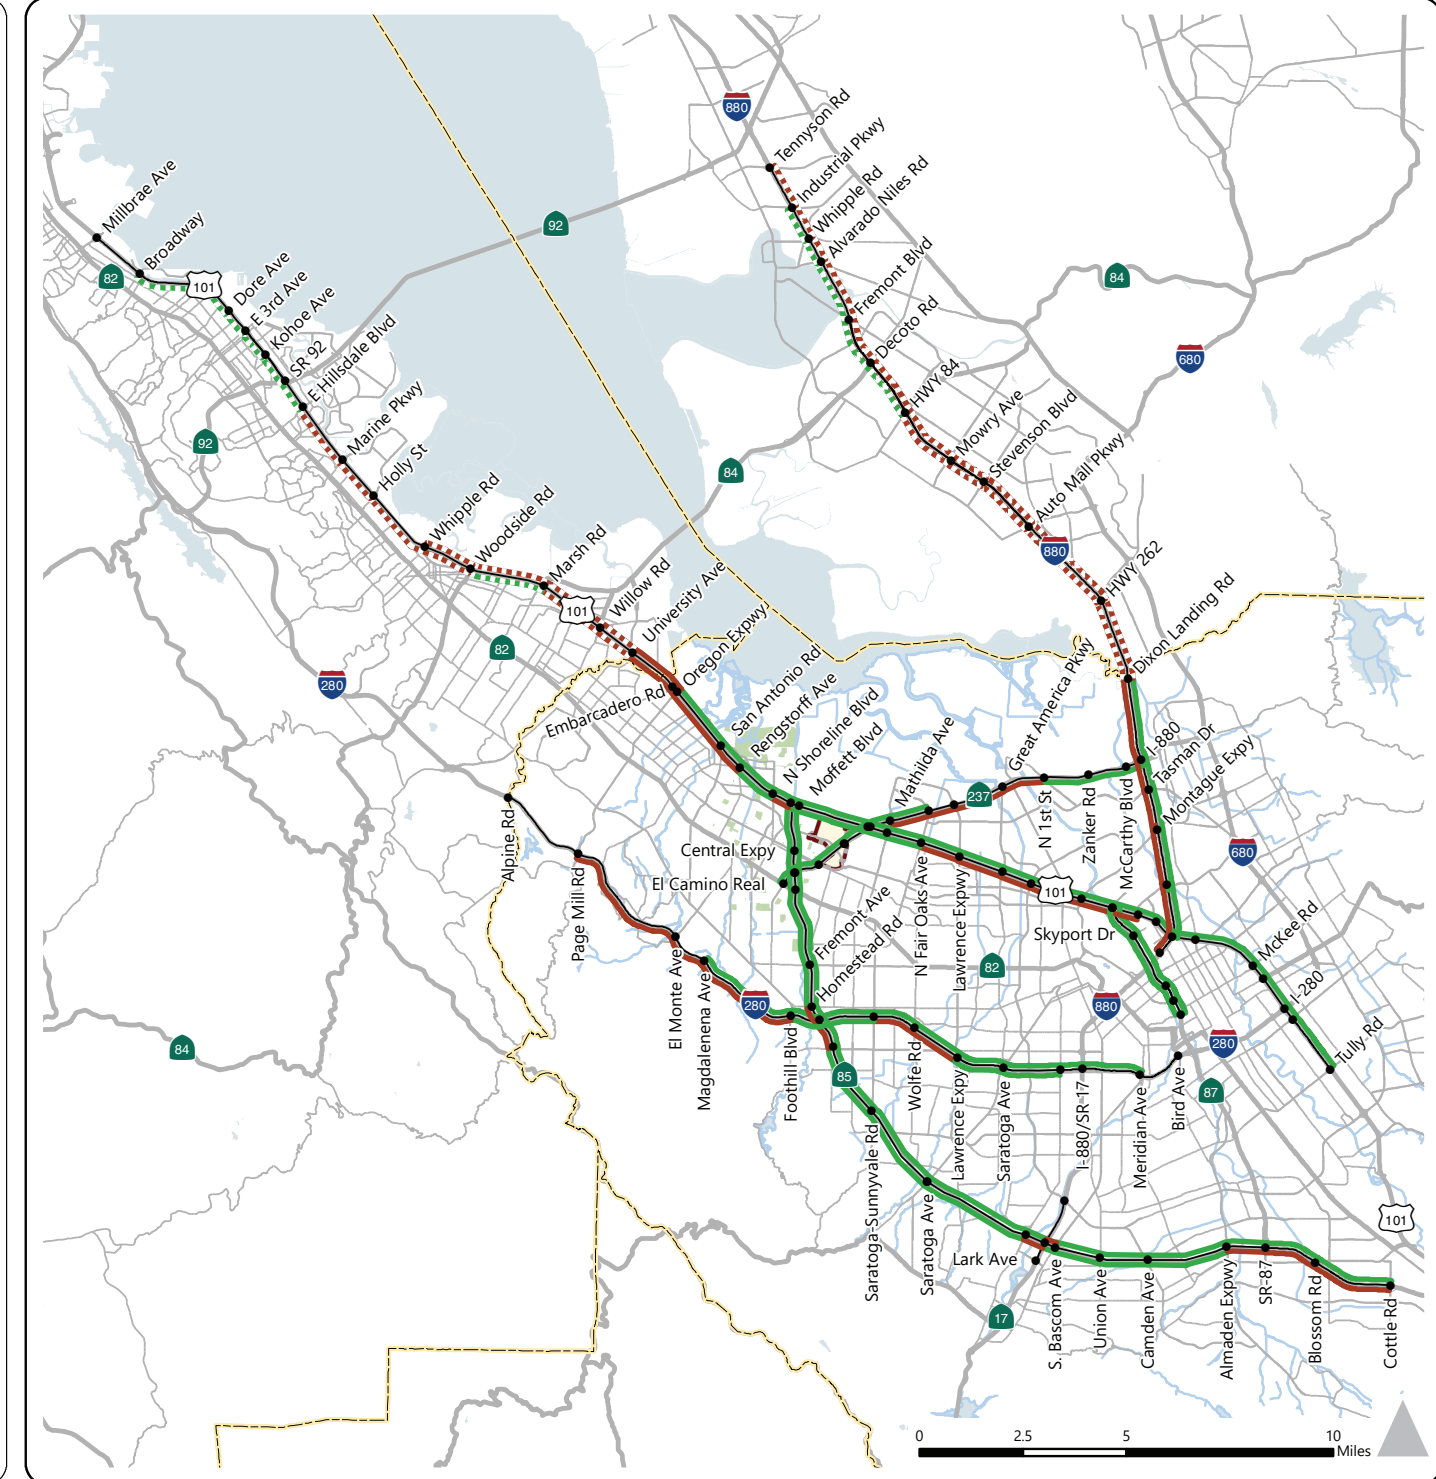 880
Tennyson Rd
Industrial Pkwy
Whipple Rd
Alvarado Niles Rd
Millbrae Ave
Broadway
92
82
101
Dore Ave
E 3rd Ave
Kohoe Ave
SR-92
E Hillsdale Blvd
Fremont Blvd
84
Decoto Rd
680
HWY 84
Marine Pkwy
Mowry Ave
Stevenson Blvd
92
Holly St
Auto Mall Pkwy
84
Whipple Rd
Woodside Rd
880
Marsh Rd
HWY 262
101
Willow Rd
University Ave
Dixon Landing Rd
82
Oregon Expwy
280
Embarcadero Rd
San Antonio Rd
Rengstorff Ave
Great America Pkwy
N Shoreline Blvd
Moffett Blvd
Mathilda Ave
I-880
Tasman Dr
Montague Expy
237
N 1st St
Zanker Rd
McCarthy Blvd
Alpine Rd
Central Expy
680
El Camino Real
101
Page Mill Rd
Fremont Ave
N Fair Oaks Ave
Lawrence Expwy
Skyport Dr
McKee Rd
Homestead Rd
82
El Monte Ave
280
880
I-280
Magdalenena Ave
84
Foothill Blvd
280
Tully Rd
85
Wolfe Rd
87
Lawrence Expy
Saratoga Ave
I-880/SR-17
Meridian Ave
Bird Ave
Saratoga-Sunnyvale Rd
Saratoga Ave
101
Lark Ave
17
S. Bascom Ave
Union Ave
Camden Ave
Almaden Expwy
SR-87
Blossom Rd
Cottle Rd
0 2.5 5 10
Miles